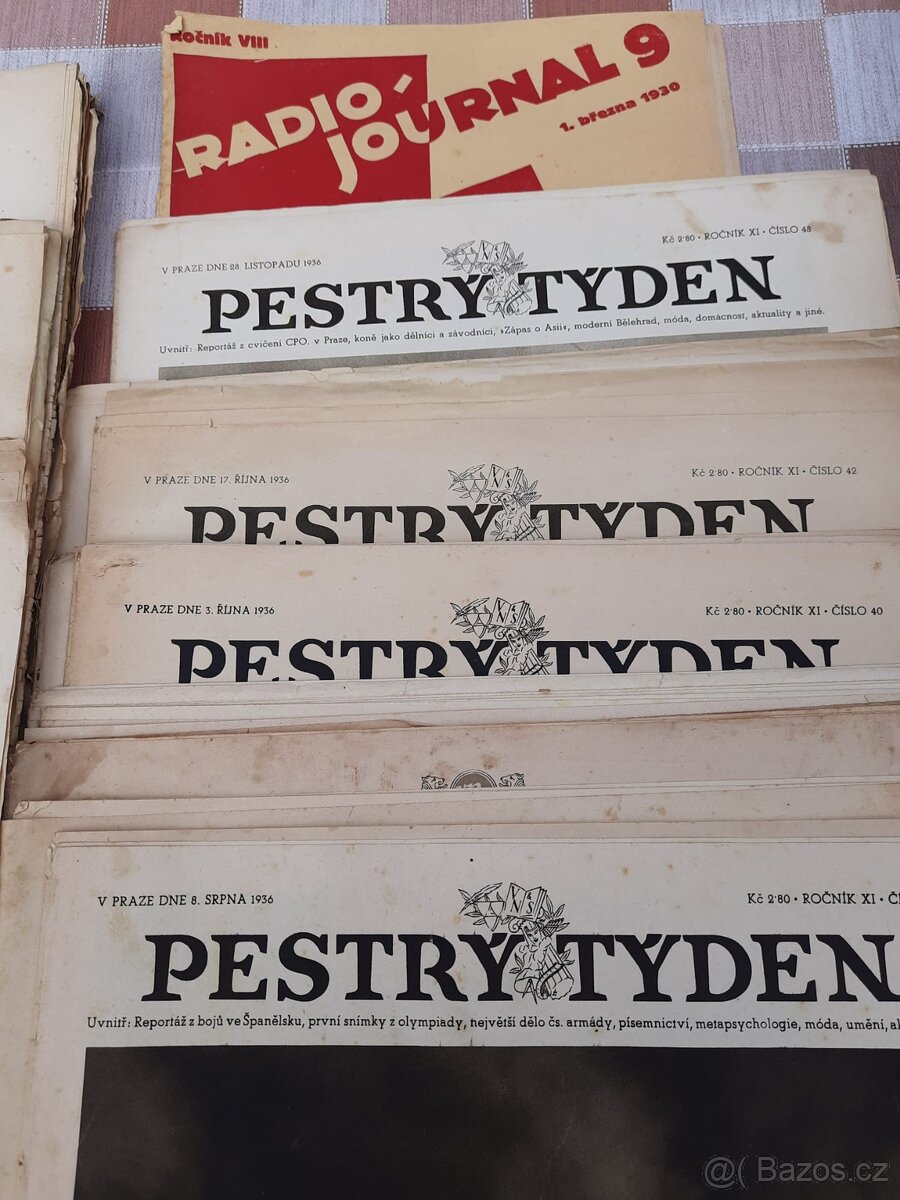 Ročník VIII
RADIO-JOURNAL 9
1. března 1930
V PRAZE DNE 28. LISTOPADU 1936
Kč 2·80 • ROČNÍK XI • ČÍSLO 48
PESTRÝ TÝDEN
Uvnitř: Reportáž z cvičení CPO. v Praze, koně jako dělníci a závodníci, »Zápas o Asii«, moderní Bělehrad, móda, domácnost, aktuality a jiné.
V PRAZE DNE 17. ŘÍJNA 1936
Kč 2·80 • ROČNÍK XI • ČÍSLO 42
PESTRÝ TÝDEN
V PRAZE DNE 3. ŘÍJNA 1936
Kč 2·80 • ROČNÍK XI • ČÍSLO 40
PESTRÝ TÝDEN
V PRAZE DNE 8. SRPNA 1936
Kč 2·80 • ROČNÍK XI •
PESTRÝ TÝDEN
Uvnitř: Reportáž z bojů ve Španělsku, první snímky z olympiady, největší dělo čs. armády, písemnictví, metapsychologie, móda, umění,
@( Bazos.cz